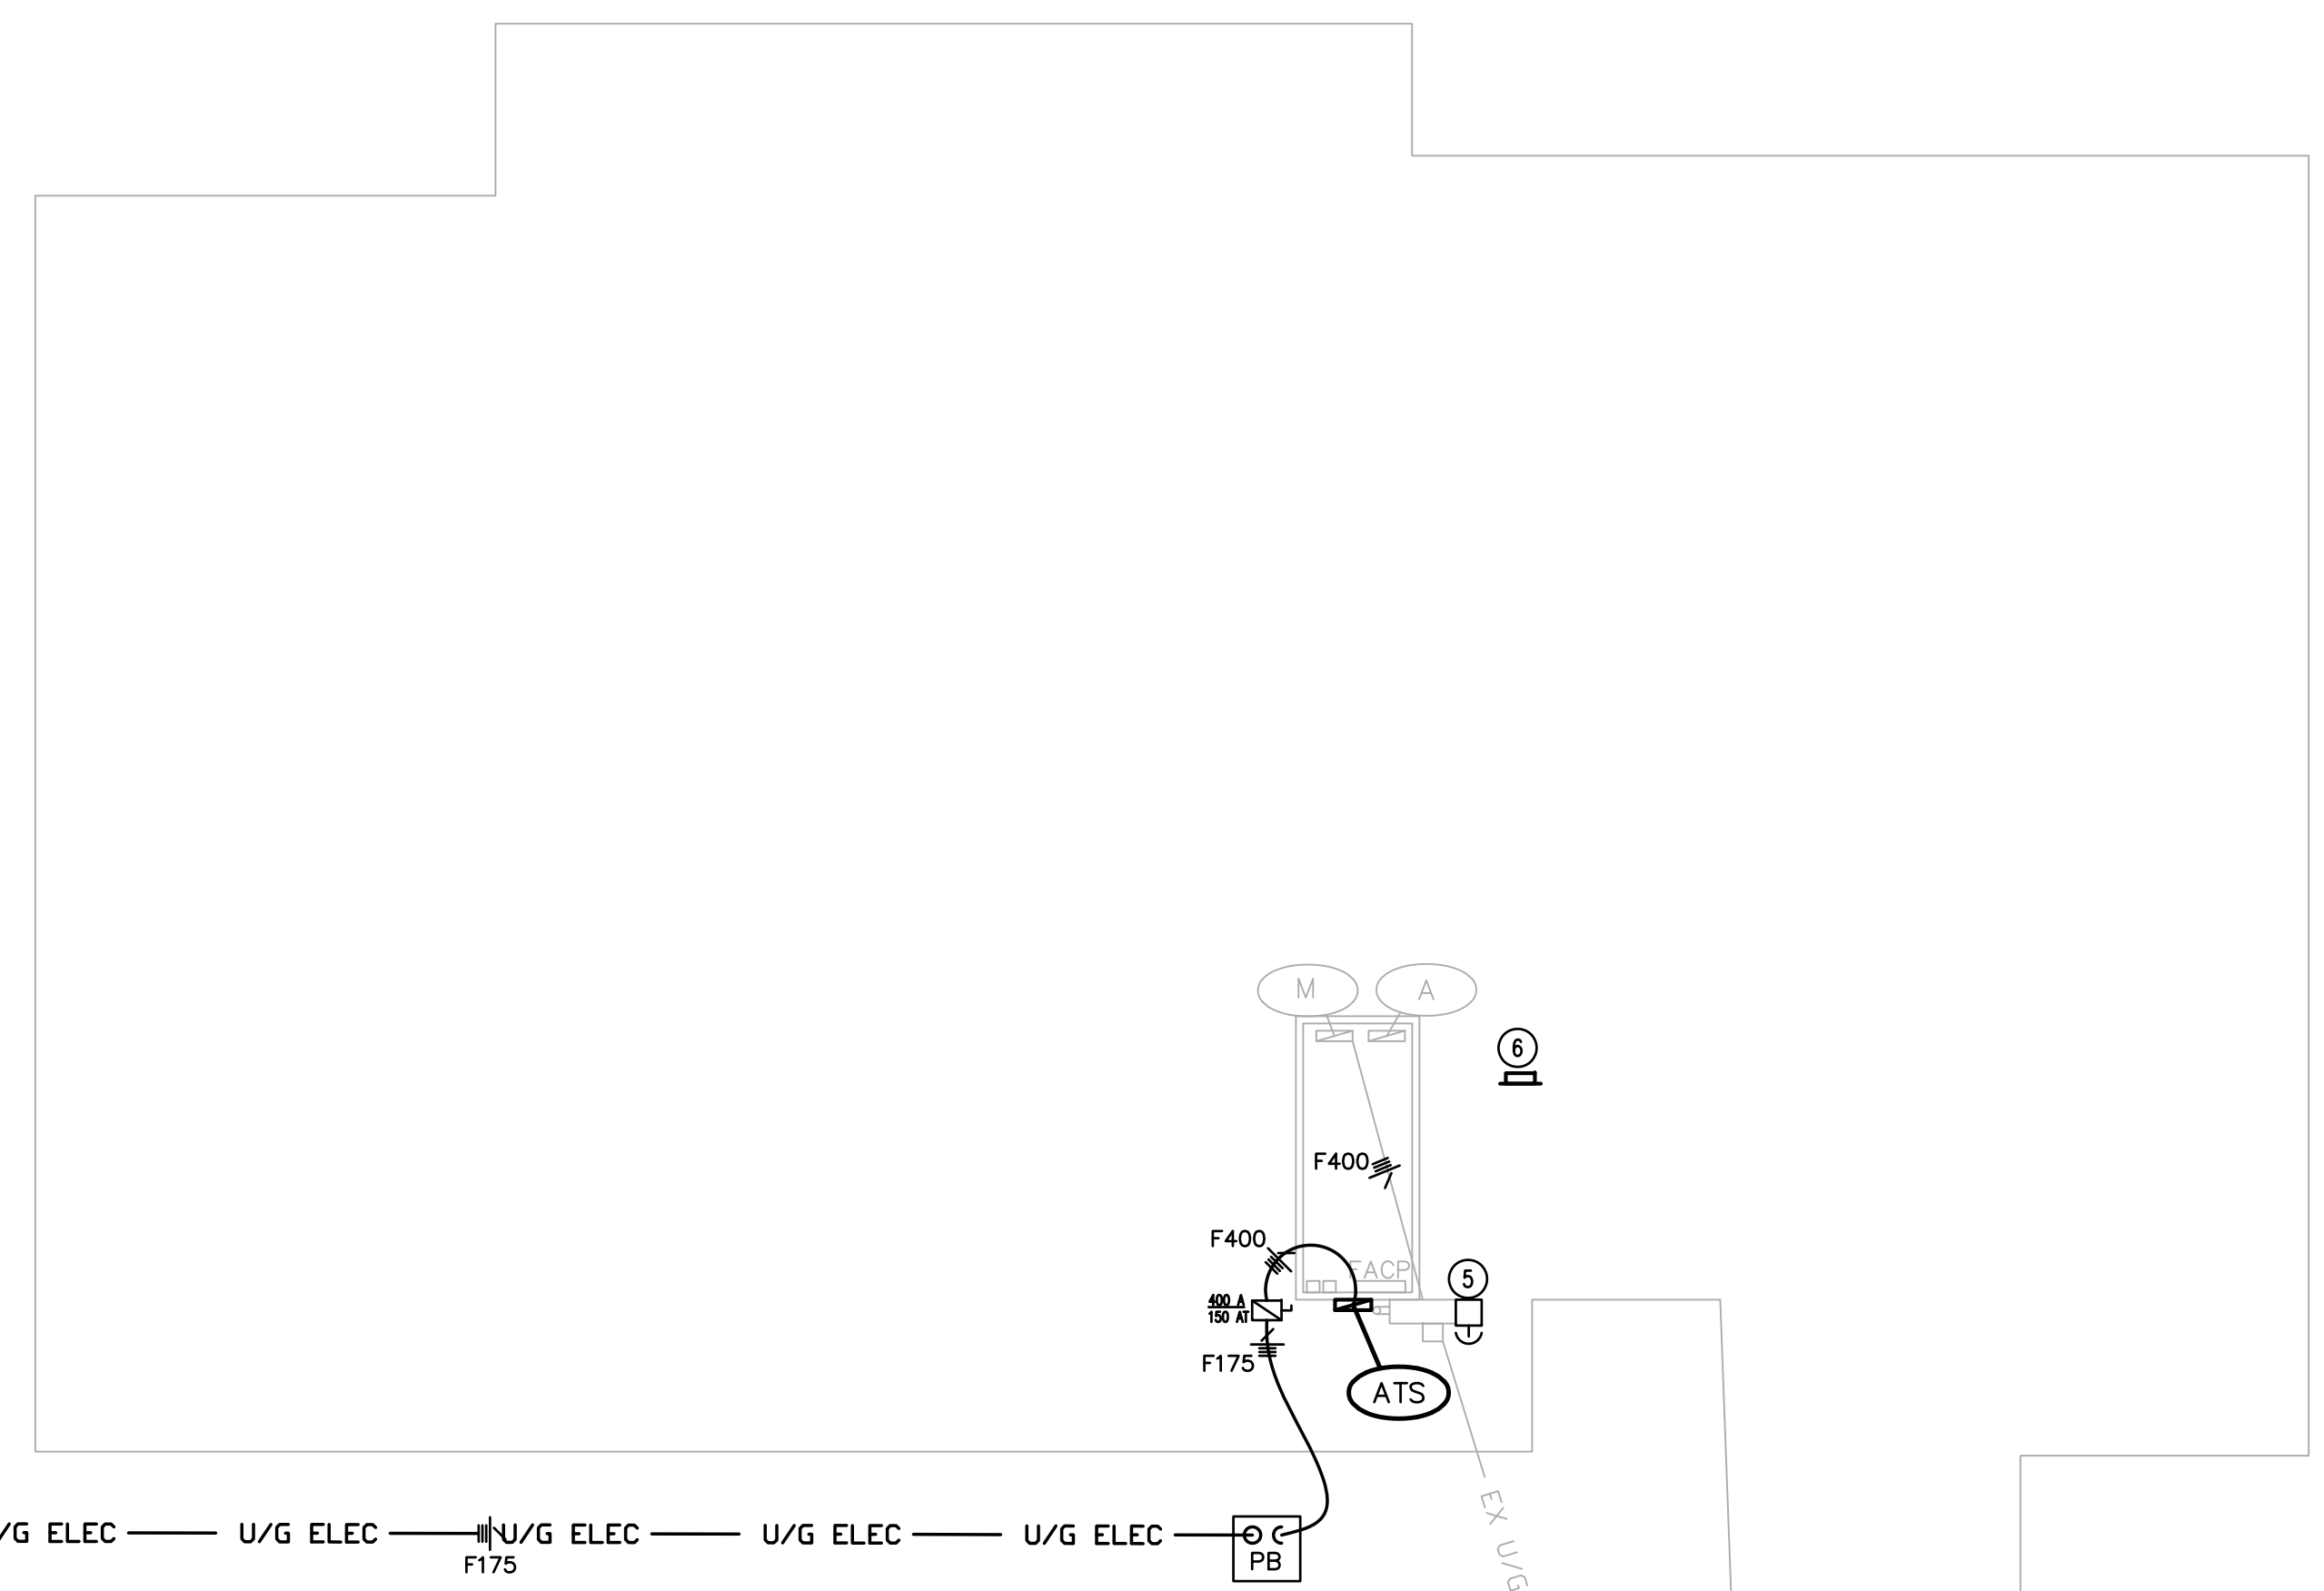 M
A
6
F400
F400
FACP
5
400 A
150 AT
F175
ATS
EX U/G
/G ELEC U/G ELEC U/G ELEC U/G ELEC U/G ELEC
F175
PB